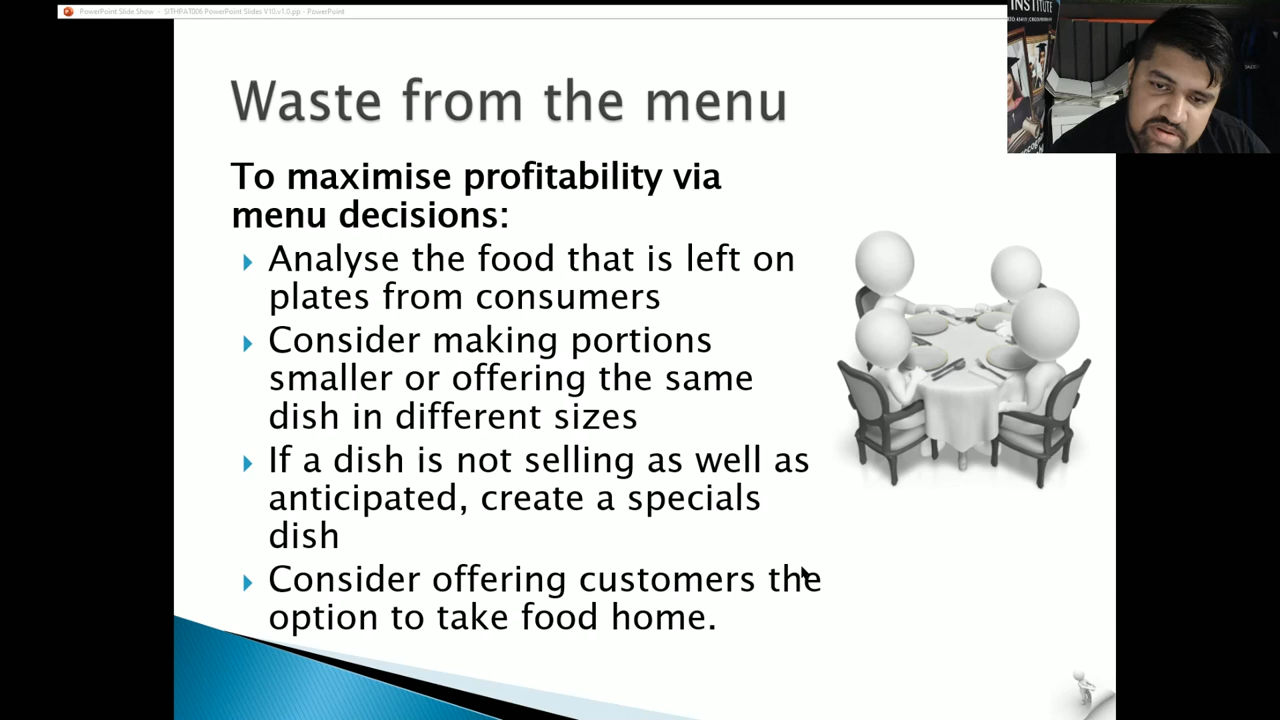 PowerPoint Slide Show - SITHPAT006 PowerPoint Slides V10.v1.0.pp - PowerPoint
INSTITUTE
Waste from the menu
To maximise profitability via
menu decisions:
Analyse the food that is left on
plates from consumers
Consider making portions
smaller or offering the same
dish in different sizes
If a dish is not selling as well as
anticipated, create a specials
dish
Consider offering customers the
option to take food home.